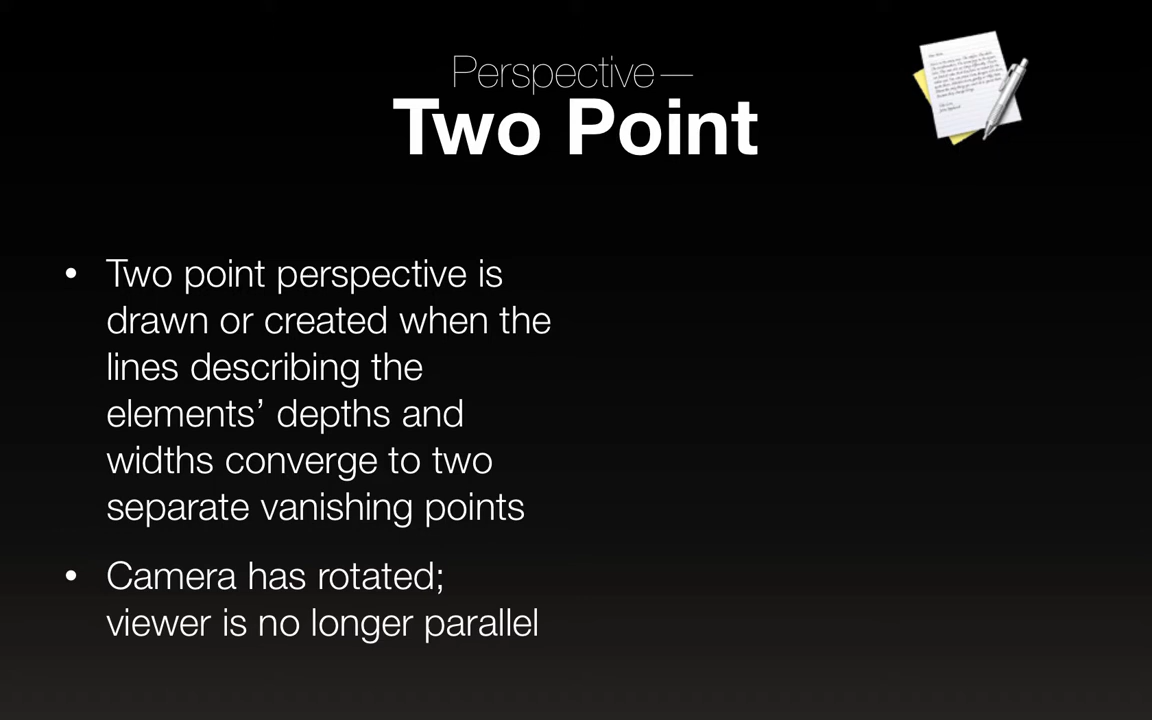 Perspective—
Two Point
• Two point perspective is
drawn or created when the
lines describing the
elements’ depths and
widths converge to two
separate vanishing points
• Camera has rotated;
viewer is no longer parallel